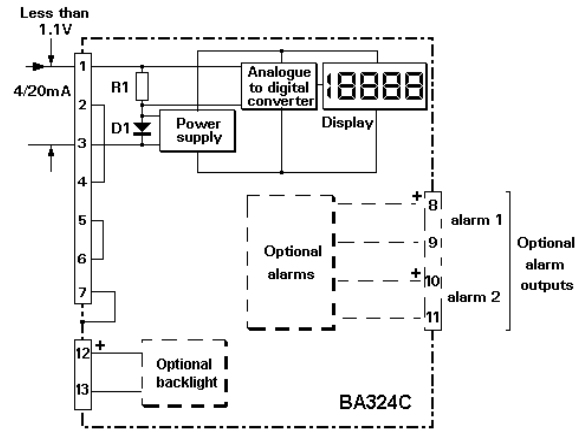 Less than
1.1V
4/20mA
1
2
3
4
5
6
7
12 +
13
R1
D1
Power
supply
Analogue
to digital
converter
18888
Display
Optional
alarms
+ 8
9
+ 10
11
alarm 1
alarm 2
Optional
alarm
outputs
Optional
backlight
BA324C